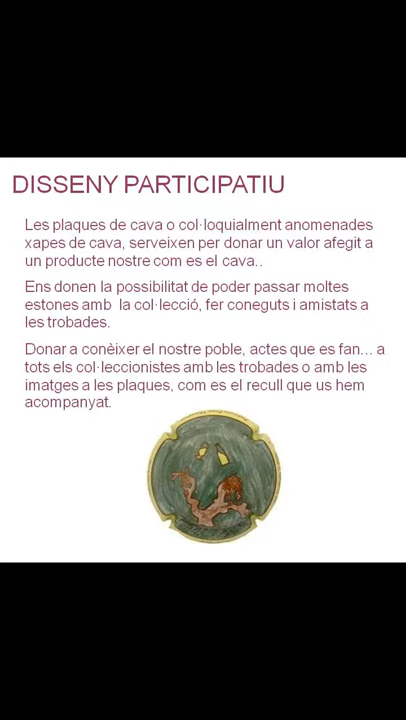 DISSENY PARTICIPATIU
Les plaques de cava o col·loquialment anomenades
xapes de cava, serveixen per donar un valor afegit a
un producte nostre com es el cava..
Ens donen la possibilitat de poder passar moltes
estones amb la col·lecció, fer coneguts i amistats a
les trobades.
Donar a conèixer el nostre poble, actes que es fan... a
tots els col·leccionistes amb les trobades o amb les
imatges a les plaques, com es el recull que us hem
acompanyat.